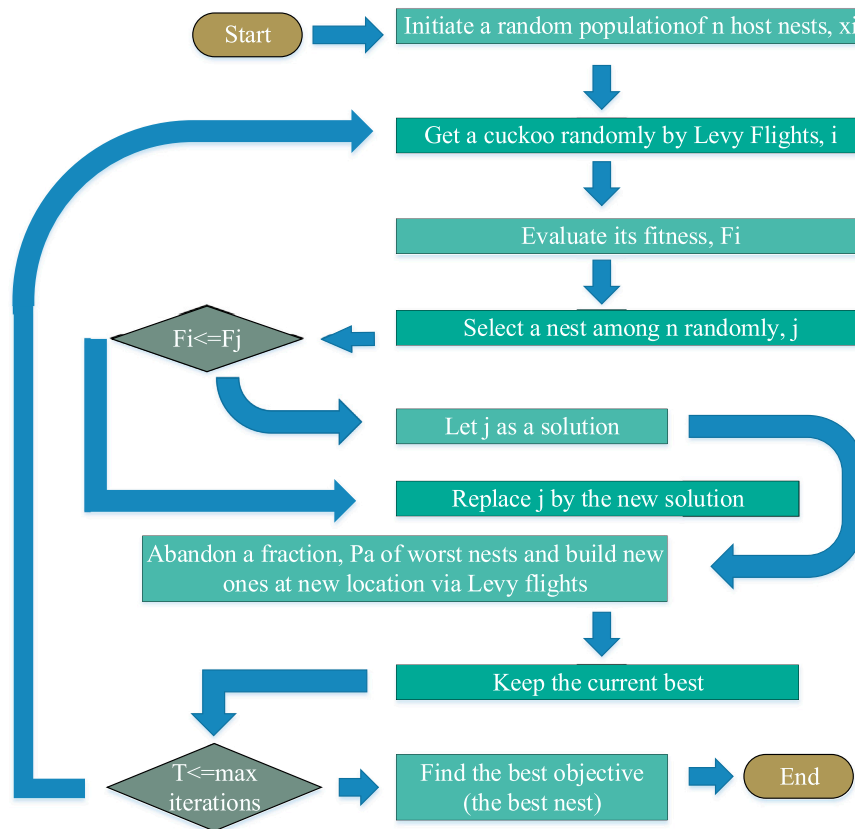 Start
Initiate a random populationof n host nests, xi
Get a cuckoo randomly by Levy Flights, i
Evaluate its fitness, Fi
Select a nest among n randomly, j
Fi<=Fj
Let j as a solution
Replace j by the new solution
Abandon a fraction, Pa of worst nests and build new
ones at new location via Levy flights
Keep the current best
T<=max
iterations
Find the best objective
(the best nest)
End